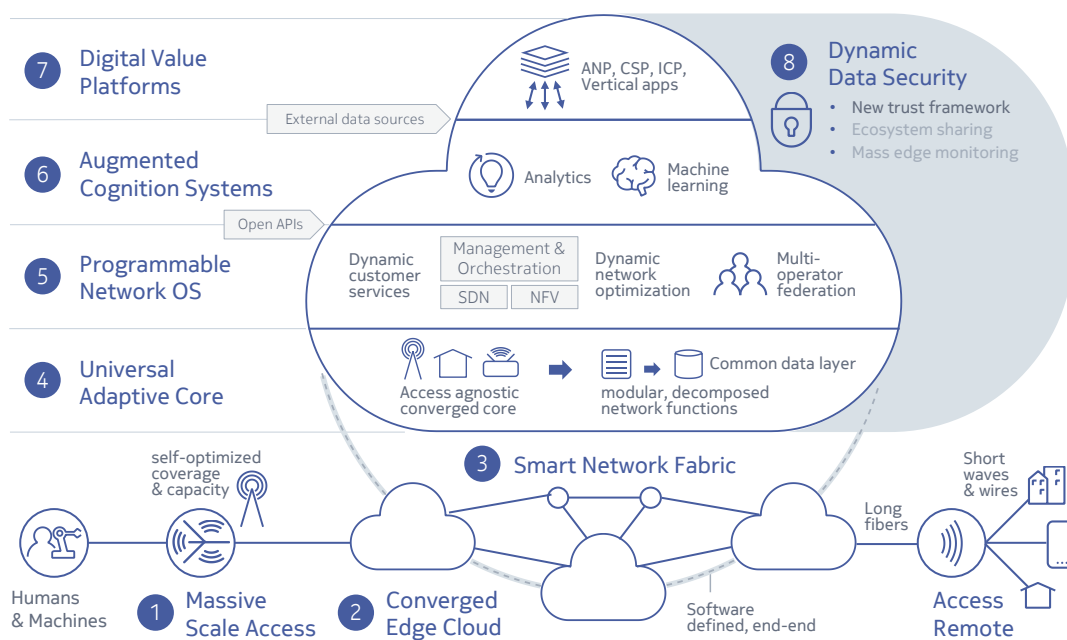 7
Digital Value
Platforms
ANP, CSP, ICP,
Vertical apps
8
Dynamic
Data Security
• New trust framework
• Ecosystem sharing
• Mass edge monitoring
External data sources
6
Augmented
Cognition Systems
Analytics
Machine
learning
Open APIs
5
Programmable
Network OS
Dynamic
customer
services
Management &
Orchestration
SDN
NFV
Dynamic
network
optimization
Multi-
operator
federation
4
Universal
Adaptive Core
Access agnostic
converged core
Common data layer
modular, decomposed
network functions
3
Smart Network Fabric
self-optimized
coverage
& capacity
Short
waves
& wires
Long
fibers
Humans
& Machines
1
Massive
Scale Access
2
Converged
Edge Cloud
Software
defined, end-end
Access
Remote